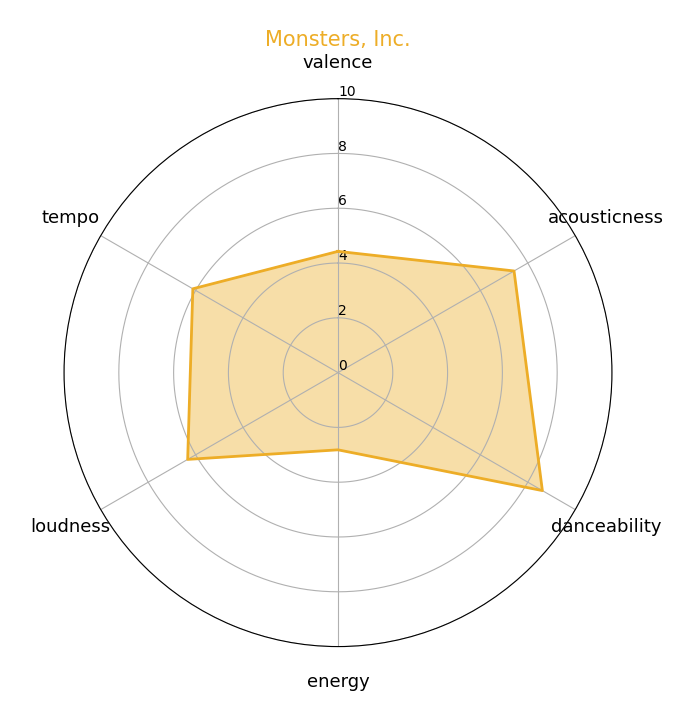 Monsters, Inc.
valence
10
8
6
tempo
acousticness
4
2
0
loudness
danceability
energy